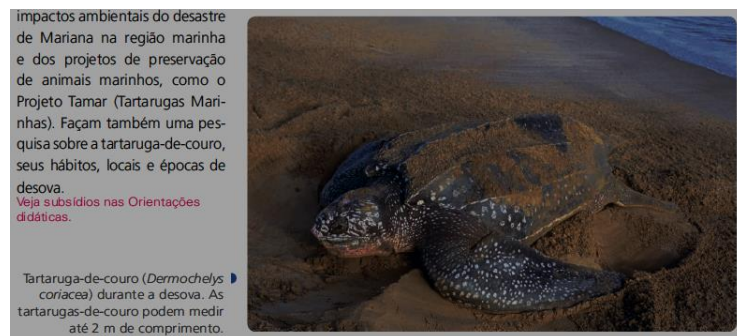 impactos ambientais do desastre
de Mariana na região marinha
e dos projetos de preservação
de animais marinhos, como o
Projeto Tamar (Tartarugas Mari-
nhas). Façam também uma pes-
quisa sobre a tartaruga-de-couro,
seus hábitos, locais e épocas de
desova.
Veja subsídios nas Orientações
didáticas.
Tartaruga-de-couro (Dermochelys
coriacea) durante a desova. As
tartarugas-de-couro podem medir
até 2 m de comprimento.